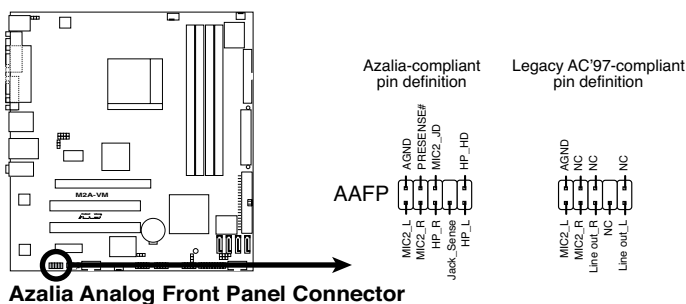 Azalia-compliant
pin definition
Legacy AC'97-compliant
pin definition
AGND
PRESENSE#
MIC2_JD
HP_HD
AAFP
MIC2_L
MIC2_R
HP_R
Jack_Sense
HP_L
AGND
NC
NC
NC
MIC2_L
MIC2_R
Line out_R
NC
Line out_L
M2A-VM
ASUS
Azalia Analog Front Panel Connector